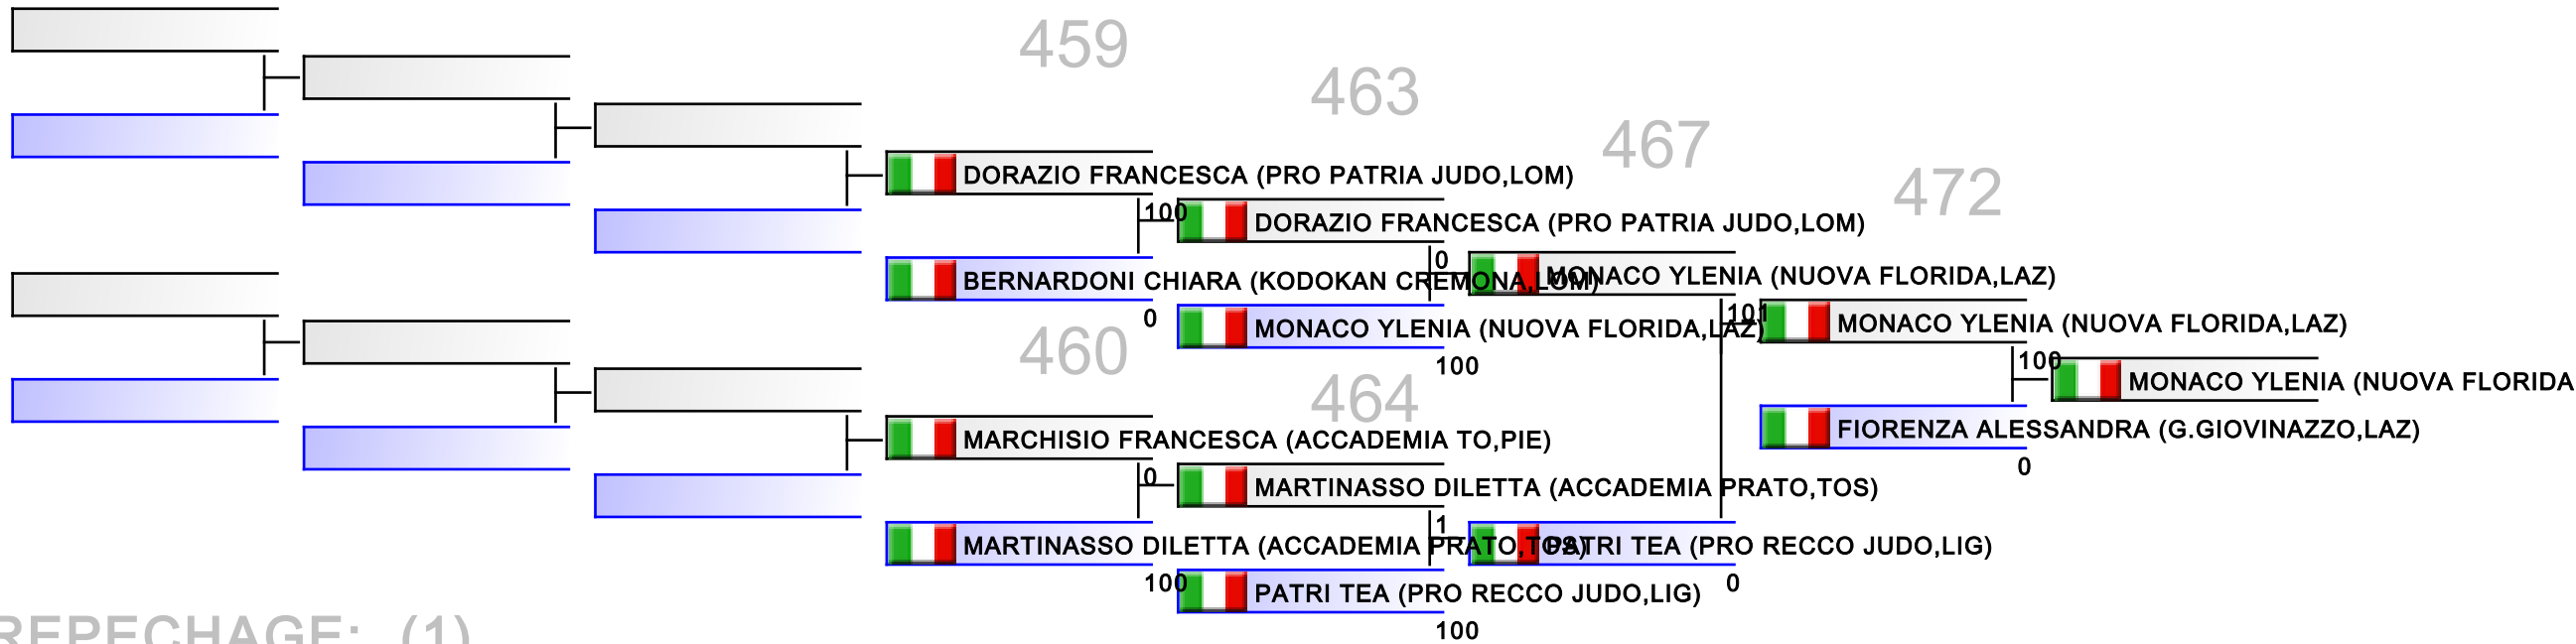 459
463
467
472
DORAZIO FRANCESCA (PRO PATRIA JUDO,LOM)
100
DORAZIO FRANCESCA (PRO PATRIA JUDO,LOM)
BERNARDONI CHIARA (KODOKAN CREMONA,LOM)
0
0
MONACO YLENIA (NUOVA FLORIDA,LAZ)
MONACO YLENIA (NUOVA FLORIDA,LAZ)
100
101
MONACO YLENIA (NUOVA FLORIDA,LAZ)
100
MONACO YLENIA (NUOVA FLORIDA
FIORENZA ALESSANDRA (G.GIOVINAZZO,LAZ)
0
460
464
MARCHISIO FRANCESCA (ACCADEMIA TO,PIE)
0
MARTINASSO DILETTA (ACCADEMIA PRATO,TOS)
MARTINASSO DILETTA (ACCADEMIA PRATO,TOS)
100
1
PATRI TEA (PRO RECCO JUDO,LIG)
0
PATRI TEA (PRO RECCO JUDO,LIG)
100
REPECHAGE: (1)